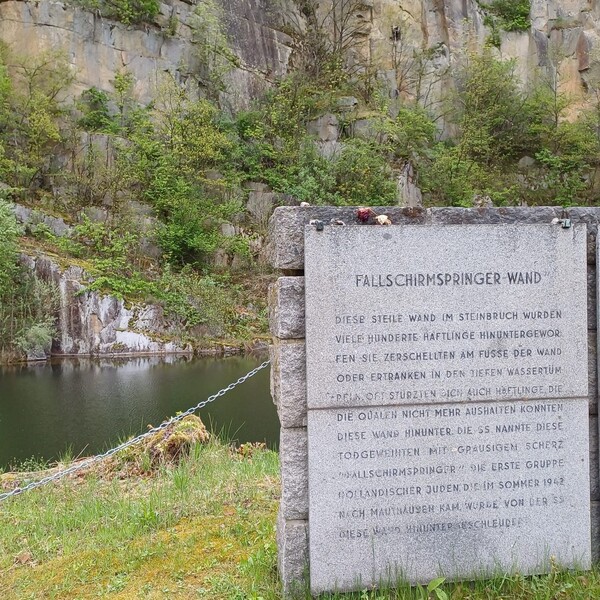 "FALLSCHIRMSPRINGER-WAND"
DIESE STEILE WAND IM STEINBRUCH WURDEN
VIELE HUNDERTE HÄFTLINGE HINUNTERGEWOR-
FEN SIE ZERSCHELLTEN AM FUSSE DER WAND
ODER ERTRANKEN IN DEN TIEFEN WASSERTÜM-
PELN. OFT STÜRZTEN SICH AUCH HÄFTLINGE, DIE
DIE QUALEN NICHT MEHR AUSHALTEN KONNTEN
DIESE WAND HINUNTER. DIE SS NANNTE DIESE
TODGEWEIHTEN MIT GRAUSIGEM SCHERZ
"FALLSCHIRMSPRINGER". DIE ERSTE GRUPPE
HOLLÄNDISCHER JUDEN, DIE IM SOMMER 1942
NACH MAUTHAUSEN KAM, WURDE VON DER SS
DIESE WAND HINUNTERGESCHLEUDERT